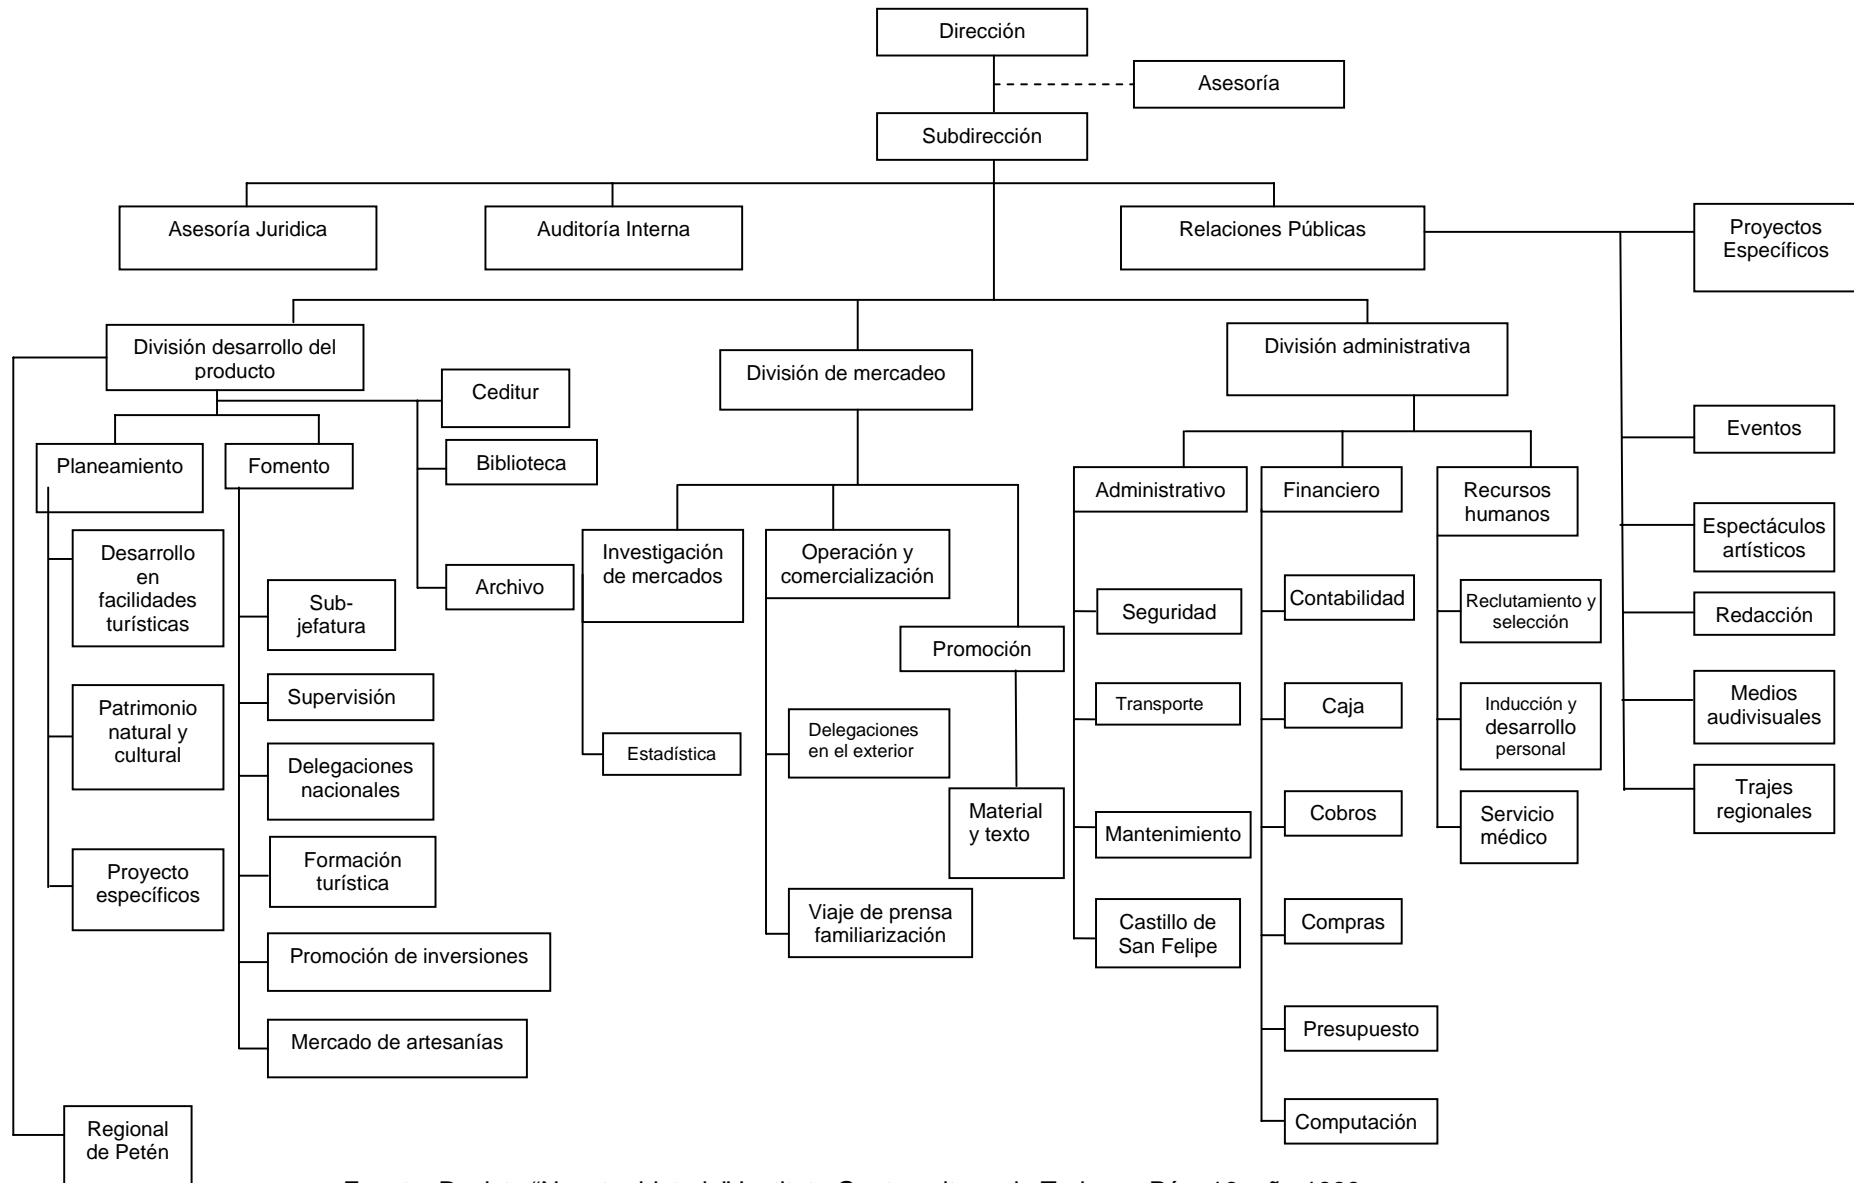 Dirección
Asesoría
Subdirección
Asesoría Juridica
Auditoría Interna
Relaciones Públicas
Proyectos
Específicos
División desarrollo del
producto
División de mercadeo
División administrativa
Ceditur
Biblioteca
Archivo
Planeamiento
Fomento
Desarrollo
en
facilidades
turísticas
Patrimonio
natural y
cultural
Proyecto
específicos
Sub-
jefatura
Supervisión
Delegaciones
nacionales
Formación
turística
Promoción de inversiones
Mercado de artesanías
Regional
de Petén
Investigación
de mercados
Estadística
Operación y
comercialización
Delegaciones
en el exterior
Viaje de prensa
familiarización
Promoción
Material
y texto
Administrativo
Seguridad
Transporte
Mantenimiento
Castillo de
San Felipe
Financiero
Contabilidad
Caja
Cobros
Compras
Presupuesto
Computación
Recursos
humanos
Reclutamiento y
selección
Inducción y
desarrollo
personal
Servicio
médico
Eventos
Espectáculos
artísticos
Redacción
Medios
audivisuales
Trajes
regionales